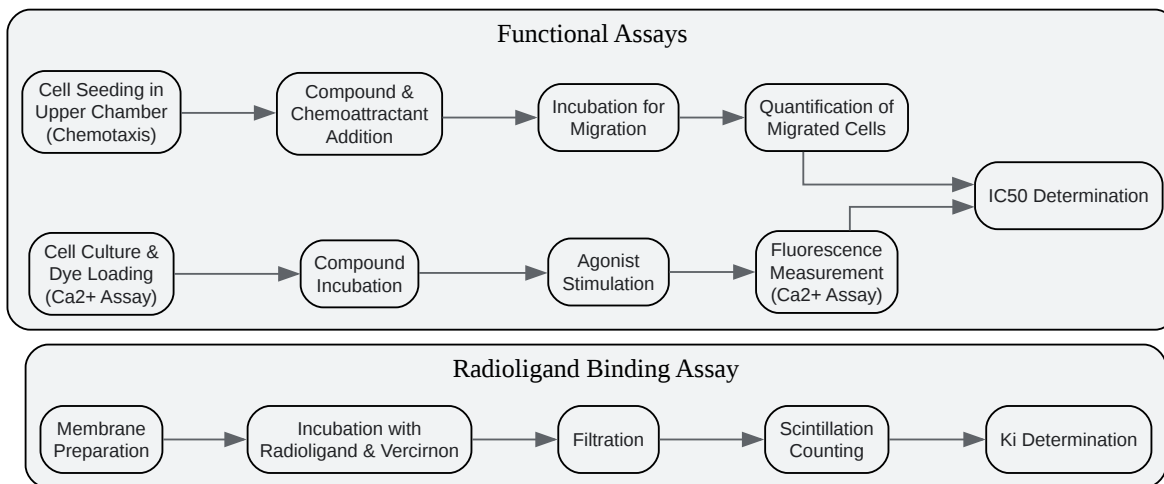 Functional Assays
Cell Seeding in
Upper Chamber
(Chemotaxis)
Compound &
Chemoattractant
Addition
Incubation for
Migration
Quantification of
Migrated Cells
IC50 Determination
Cell Culture &
Dye Loading
(Ca2+ Assay)
Compound
Incubation
Agonist
Stimulation
Fluorescence
Measurement
(Ca2+ Assay)
Radioligand Binding Assay
Membrane
Preparation
Incubation with
Radioligand & Vercirnon
Filtration
Scintillation
Counting
Ki Determination